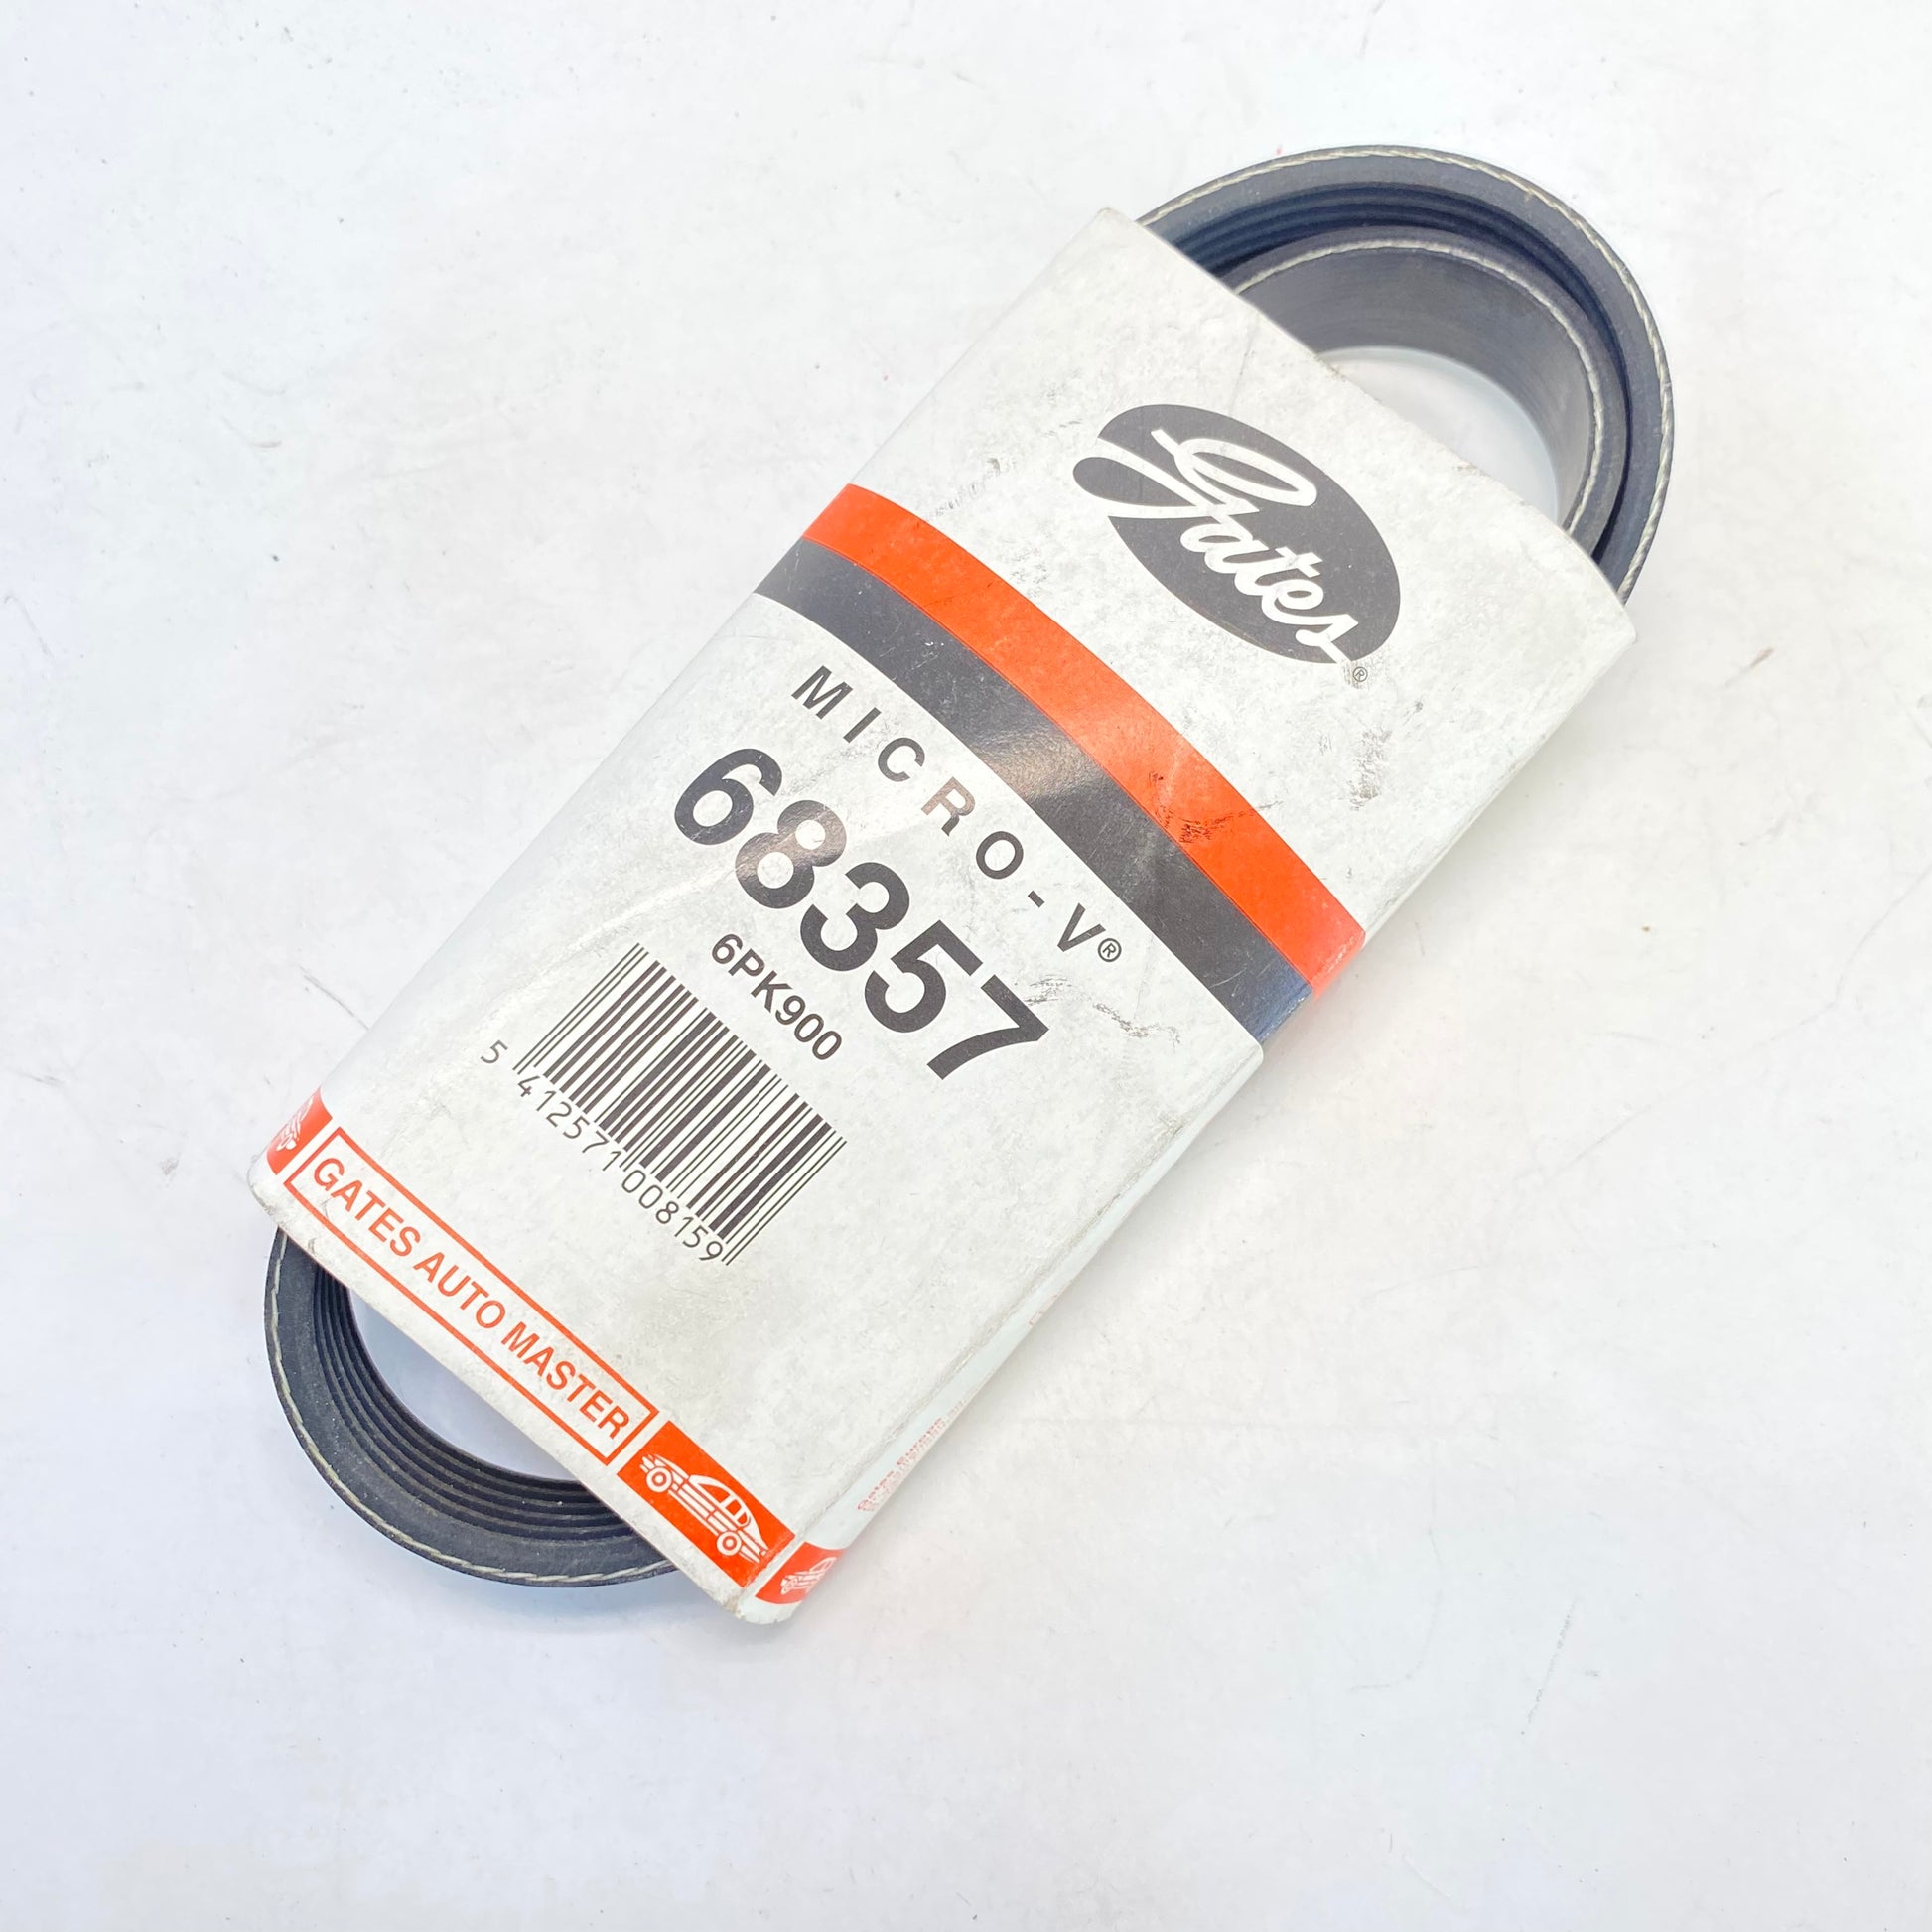 Gates®
MICRO-V®
68357
6PK900
5 412571 008159
GATES AUTO MASTER